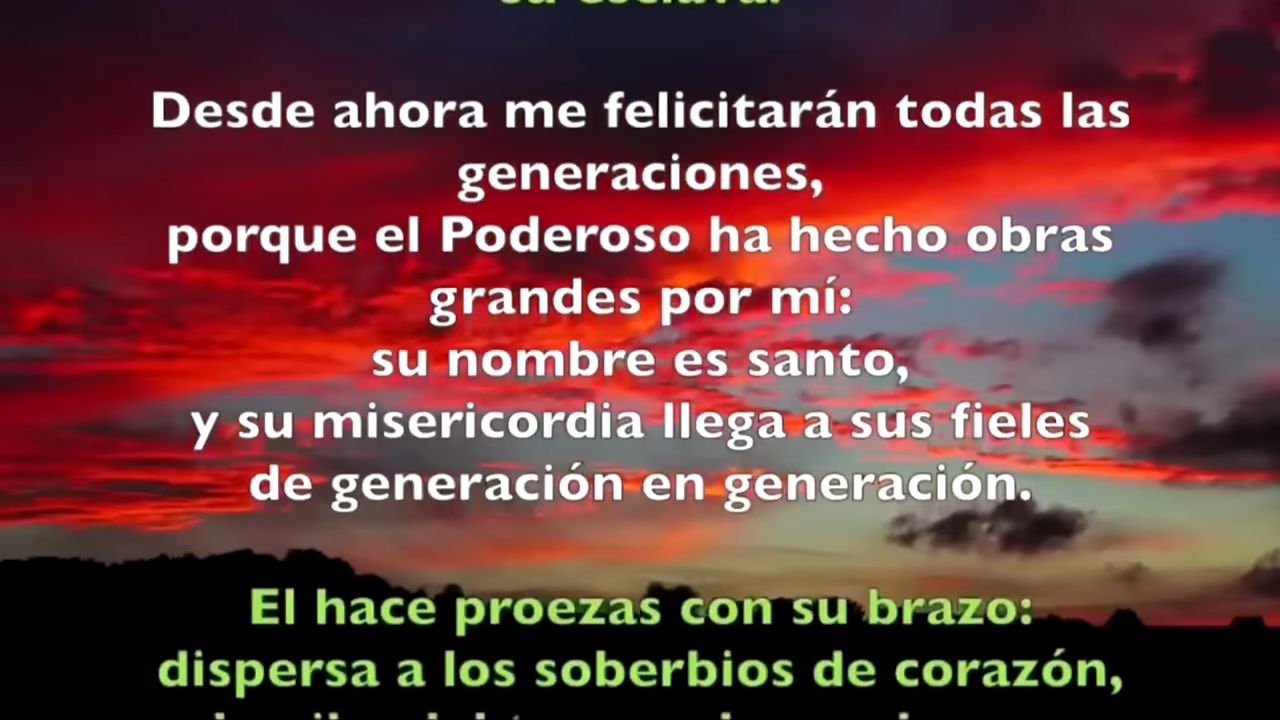 su esclava.
Desde ahora me felicitarán todas las
generaciones,
porque el Poderoso ha hecho obras
grandes por mí:
su nombre es santo,
y su misericordia llega a sus fieles
de generación en generación.
El hace proezas con su brazo:
dispersa a los soberbios de corazón,